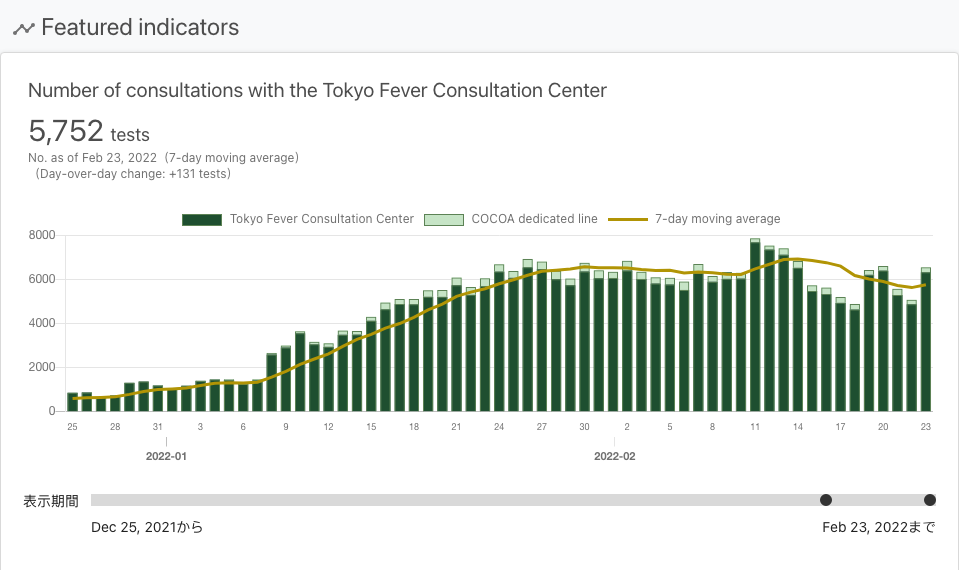 Featured indicators
Number of consultations with the Tokyo Fever Consultation Center
5,752 tests
No. as of Feb 23, 2022 (7-day moving average)
(Day-over-day change: +131 tests)
Tokyo Fever Consultation Center COCOA dedicated line 7-day moving average
8000
6000
4000
2000
0
25 28 31 3 6 9 12 15 18 21 24 27 30 2 5 8 11 14 17 20 23
2022-01 2022-02
表示期間
Dec 25, 2021から Feb 23, 2022まで